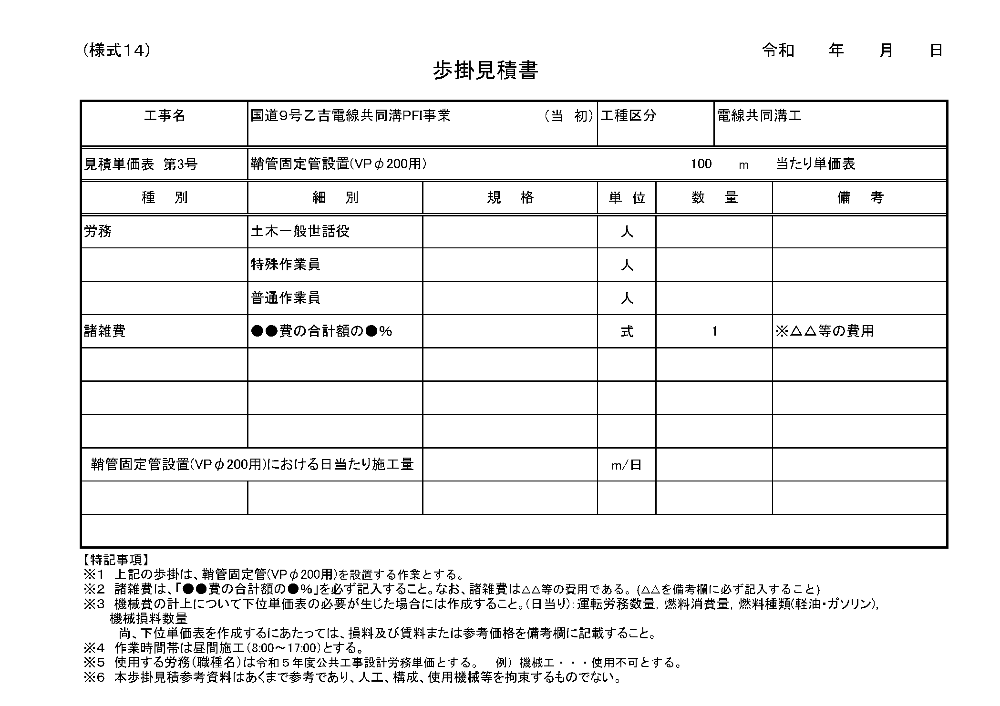 (様式１４)
令和　　年　　月　　日
歩掛見積書
工事名　国道９号乙吉電線共同溝PFI事業　（当　初）　工種区分　電線共同溝工
見積単価表　第3号　鞘管固定管設置(VPφ200用)　100　m　当たり単価表
種　別　細　別　規　格　単　位　数　量　備　考
労務　土木一般世話役　人
特殊作業員　人
普通作業員　人
諸雑費　●●費の合計額の●％　式　1　※△△等の費用
鞘管固定管設置(VPφ200用)における日当たり施工量　m/日
【特記事項】
※１　上記の歩掛は、鞘管固定管(VPφ200用)を設置する作業とする。
※２　諸雑費は、「●●費の合計額の●％」を必ず記入すること。なお、諸雑費は△△等の費用である。(△△を備考欄に必ず記入すること)
※３　機械費の計上について下位単価表の必要が生じた場合には作成すること。（日当り）：運転労務数量，燃料消費量，燃料種類(軽油・ガソリン)，
機械損料数量
尚、下位単価表を作成するにあたっては、損料及び賃料または参考価格を備考欄に記載すること。
※４　作業時間帯は昼間施工（8:00～17:00）とする。
※５　使用する労務（職種名）は令和５年度公共工事設計労務単価とする。　例）機械工・・・使用不可とする。
※６　本歩掛見積参考資料はあくまで参考であり、人工、構成、使用機械等を拘束するものでない。